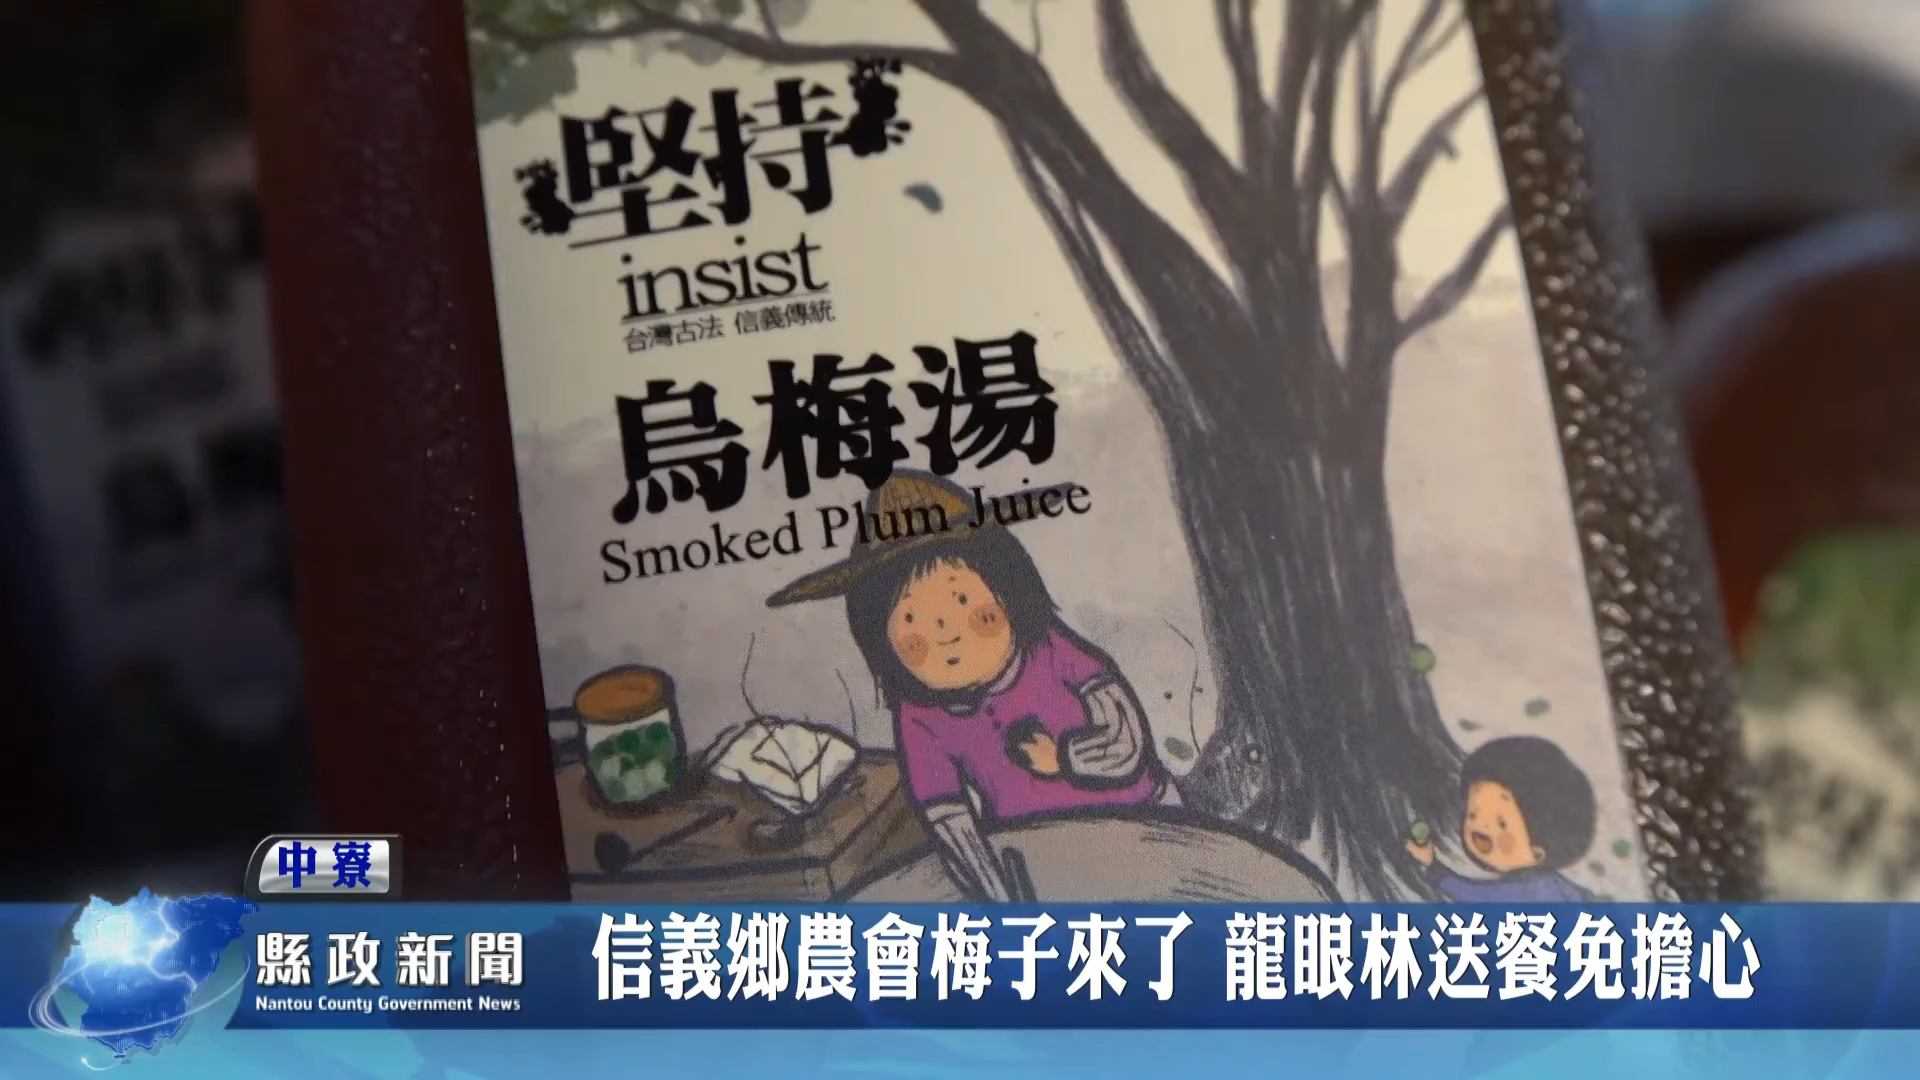 堅持
insist
台灣古法 信義傳統
烏梅湯
Smoked Plum Juice
中寮
縣政新聞
Nantou County Government News
信義鄉農會梅子來了 龍眼林送餐免擔心